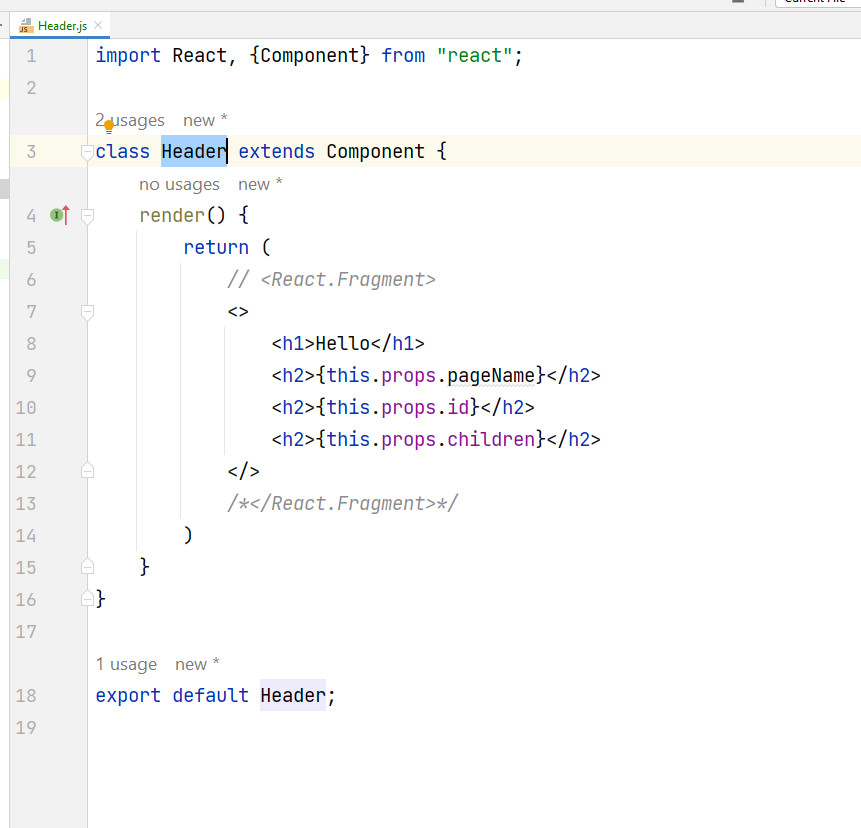 Header.js
1 import React, {Component} from "react";
2
2 usages new *
3 class Header extends Component {
no usages new *
4 render() {
5 return (
6 // <React.Fragment>
7 <>
8 <h1>Hello</h1>
9 <h2>{this.props.pageName}</h2>
10 <h2>{this.props.id}</h2>
11 <h2>{this.props.children}</h2>
12 </>
13 /*</React.Fragment>*/
14 )
15 }
16 }
17
1 usage new *
18 export default Header;
19